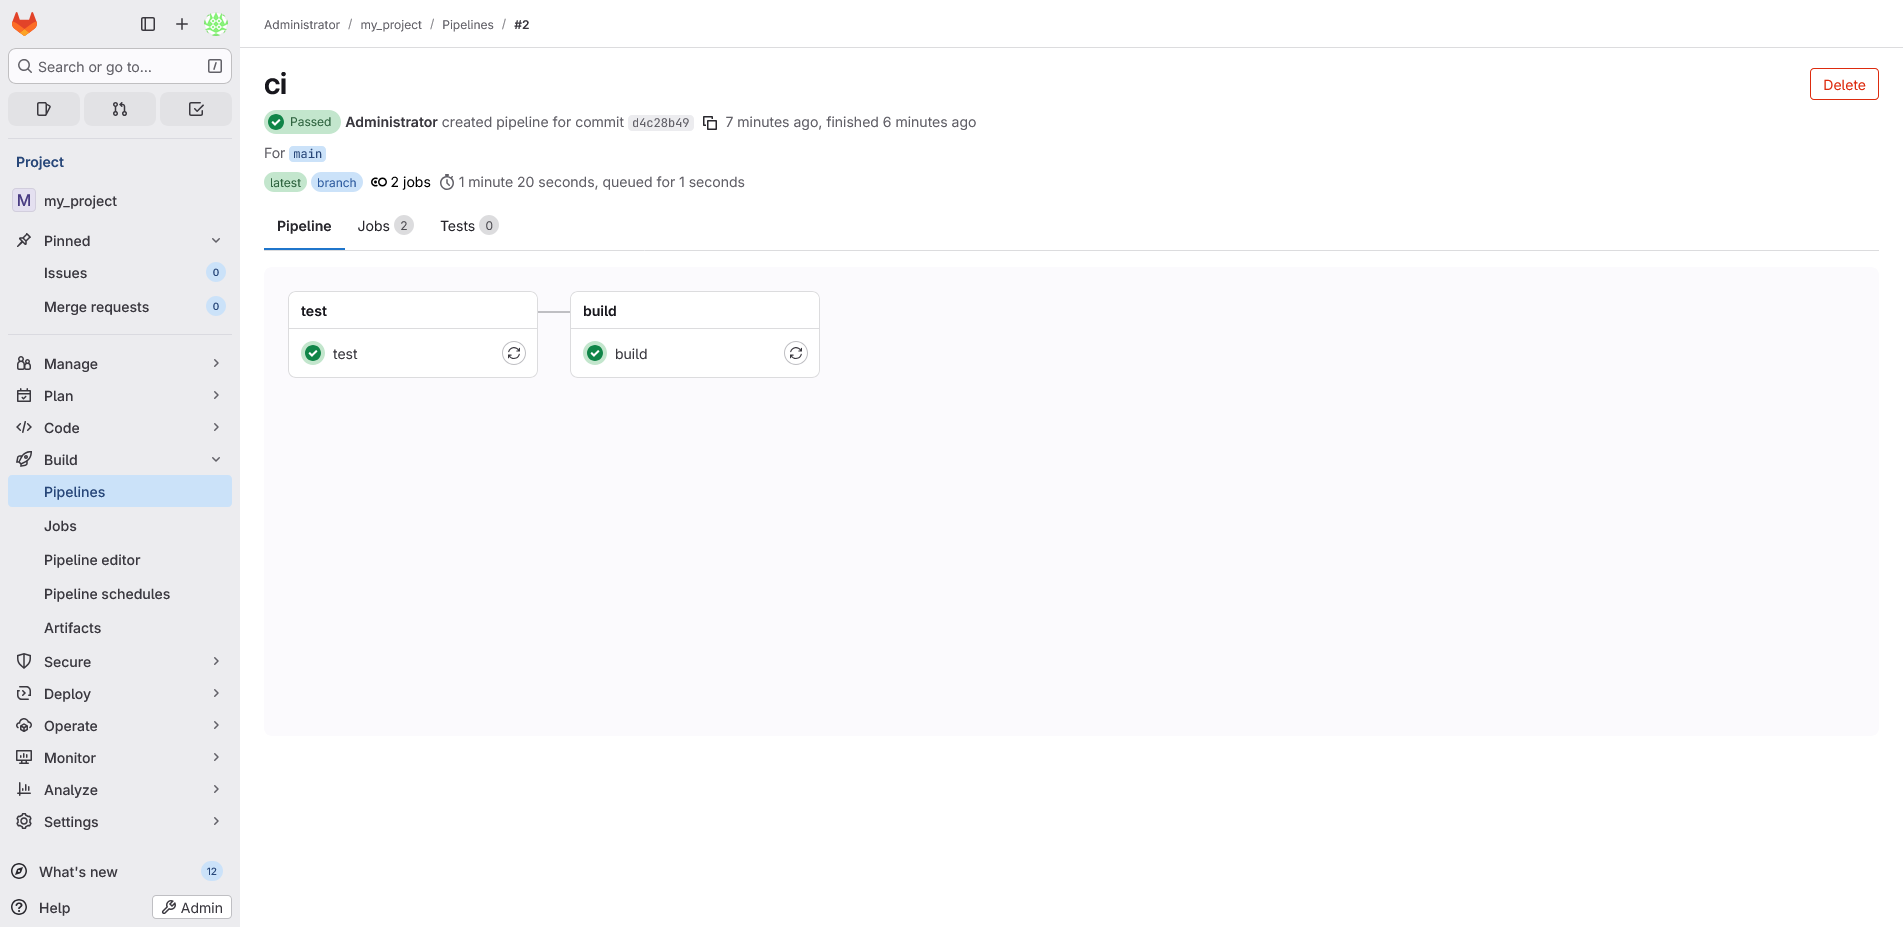 Administrator / my_project / Pipelines / #2
Search or go to... /
Project
M my_project
Pinned
Issues 0
Merge requests 0
Manage
Plan
Code
Build
Pipelines
Jobs
Pipeline editor
Pipeline schedules
Artifacts
Secure
Deploy
Operate
Monitor
Analyze
Settings
What's new 12
Help Admin
ci
Delete
Passed Administrator created pipeline for commit d4c28b49 7 minutes ago, finished 6 minutes ago
For main
latest branch 2 jobs 1 minute 20 seconds, queued for 1 seconds
Pipeline Jobs 2 Tests 0
test
test
build
build